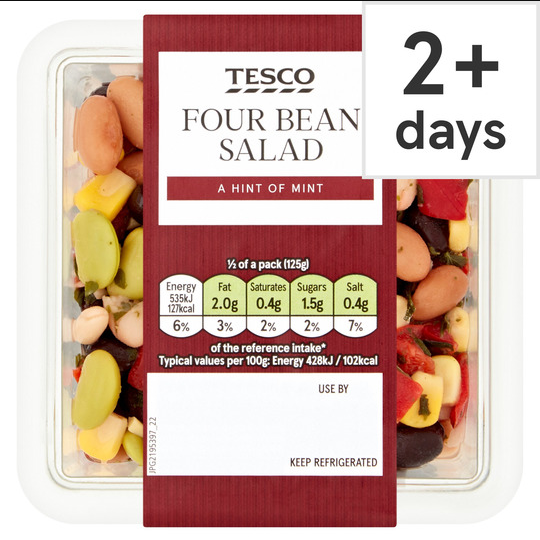 2+
days
TESCO
FOUR BEAN
SALAD
A HINT OF MINT
½ of a pack (125g)
Energy Fat Saturates Sugars Salt
535kJ
127kcal 2.0g 0.4g 1.5g 0.4g
6% 3% 2% 2% 7%
of the reference intake*
Typical values per 100g: Energy 428kJ / 102kcal
USE BY
KEEP REFRIGERATED
JPG2195397_22